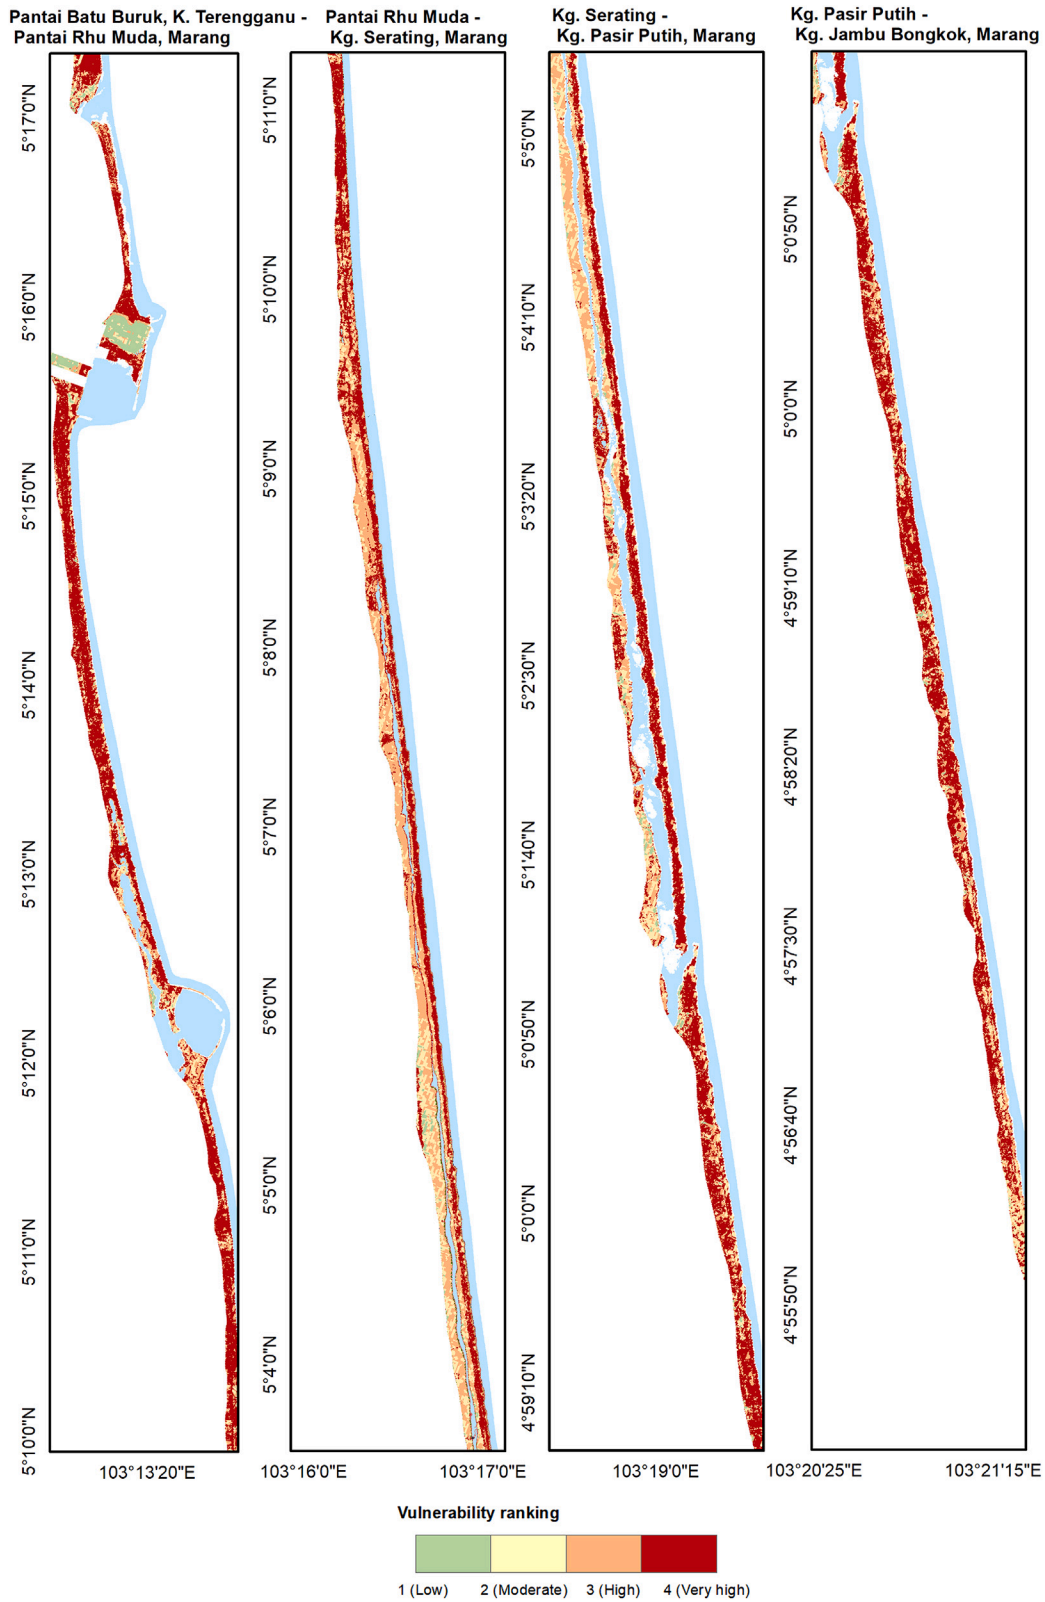 Pantai Batu Buruk, K. Terengganu -
Pantai Rhu Muda, Marang
Pantai Rhu Muda -
Kg. Serating, Marang
Kg. Serating -
Kg. Pasir Putih, Marang
Kg. Pasir Putih -
Kg. Jambu Bongkok, Marang
5°17'0"N
5°16'0"N
5°15'0"N
5°14'0"N
5°13'0"N
5°12'0"N
5°11'0"N
5°10'0"N
5°11'0"N
5°10'0"N
5°9'0"N
5°8'0"N
5°7'0"N
5°6'0"N
5°5'0"N
5°4'0"N
5°5'0"N
5°4'10"N
5°3'20"N
5°2'30"N
5°1'40"N
5°0'50"N
5°0'0"N
4°59'10"N
5°0'50"N
5°0'0"N
4°59'10"N
4°58'20"N
4°57'30"N
4°56'40"N
4°55'50"N
103°13'20"E
103°16'0"E
103°17'0"E
103°19'0"E
103°20'25"E
103°21'15"E
Vulnerability ranking
1 (Low)
2 (Moderate)
3 (High)
4 (Very high)